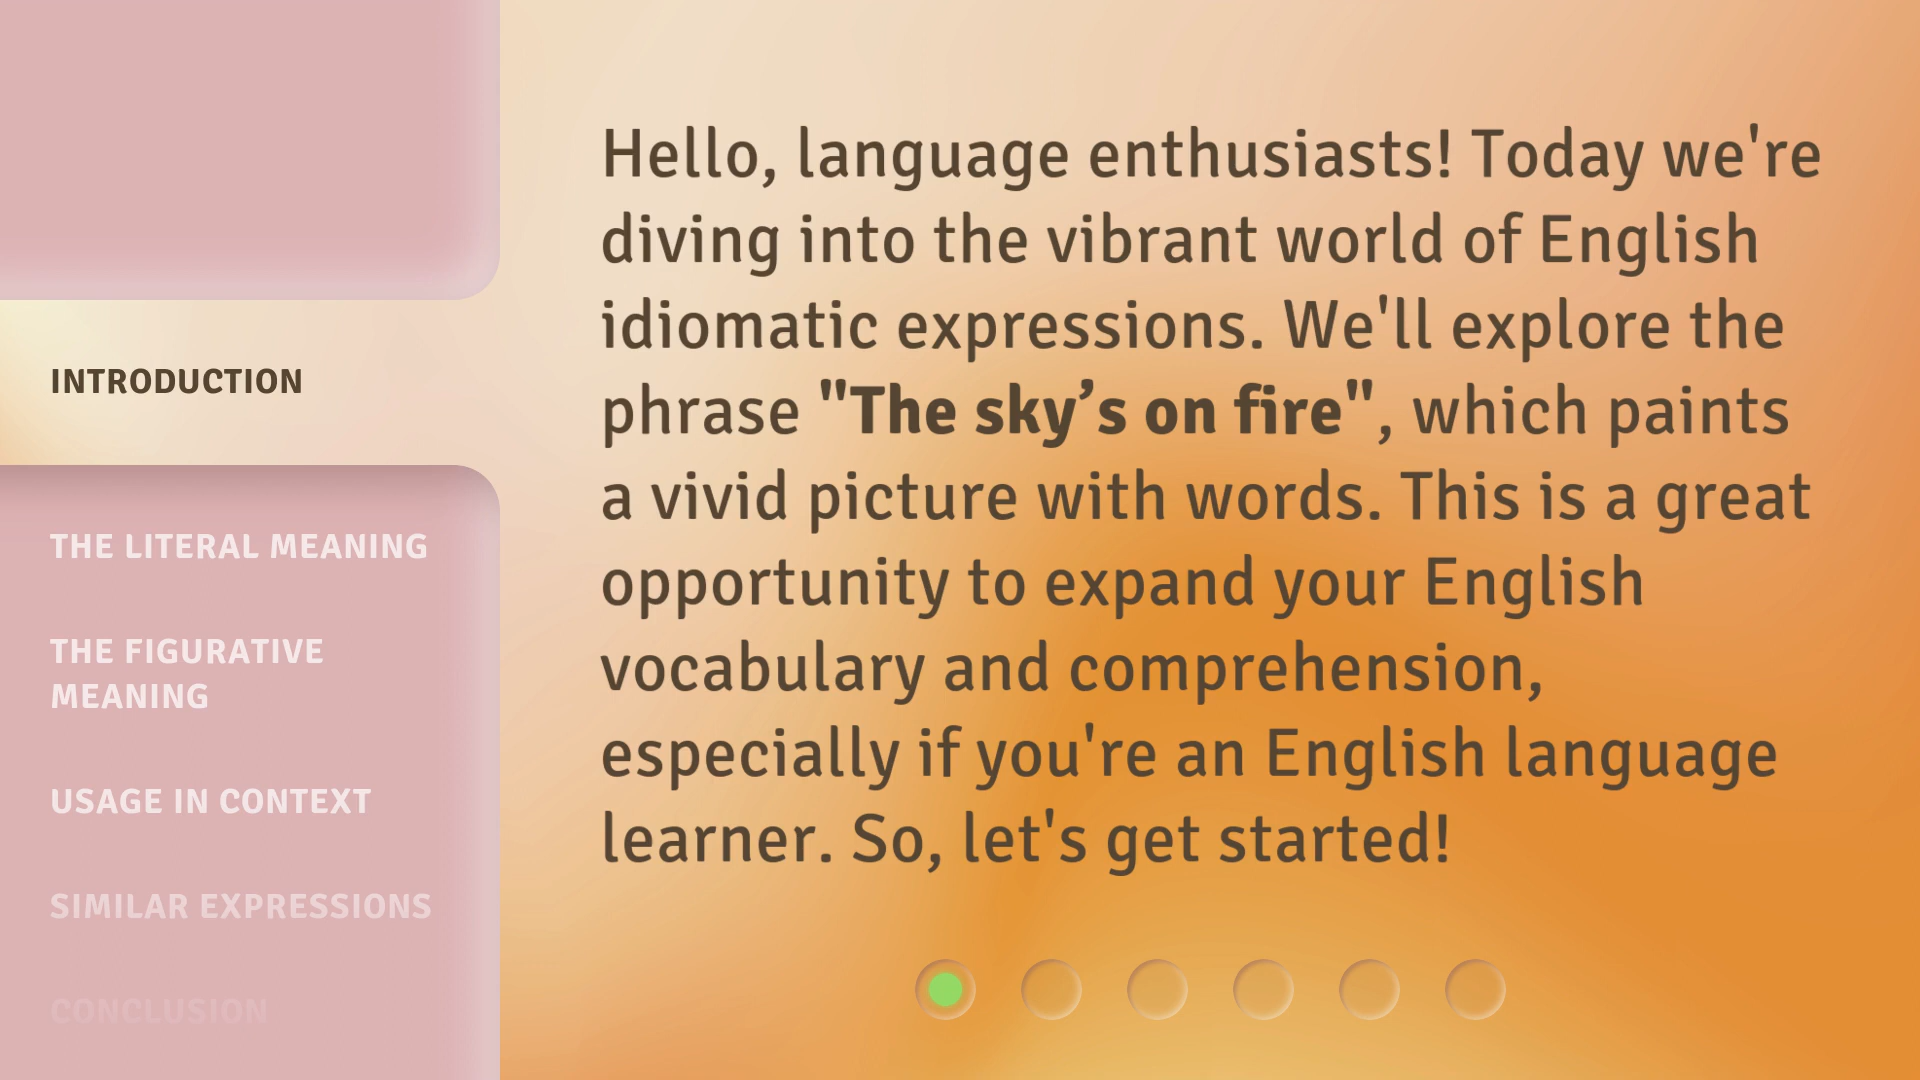 INTRODUCTION
THE LITERAL MEANING
THE FIGURATIVE
MEANING
USAGE IN CONTEXT
SIMILAR EXPRESSIONS
CONCLUSION
Hello, language enthusiasts! Today we're
diving into the vibrant world of English
idiomatic expressions. We'll explore the
phrase "The sky’s on fire", which paints
a vivid picture with words. This is a great
opportunity to expand your English
vocabulary and comprehension,
especially if you're an English language
learner. So, let's get started!